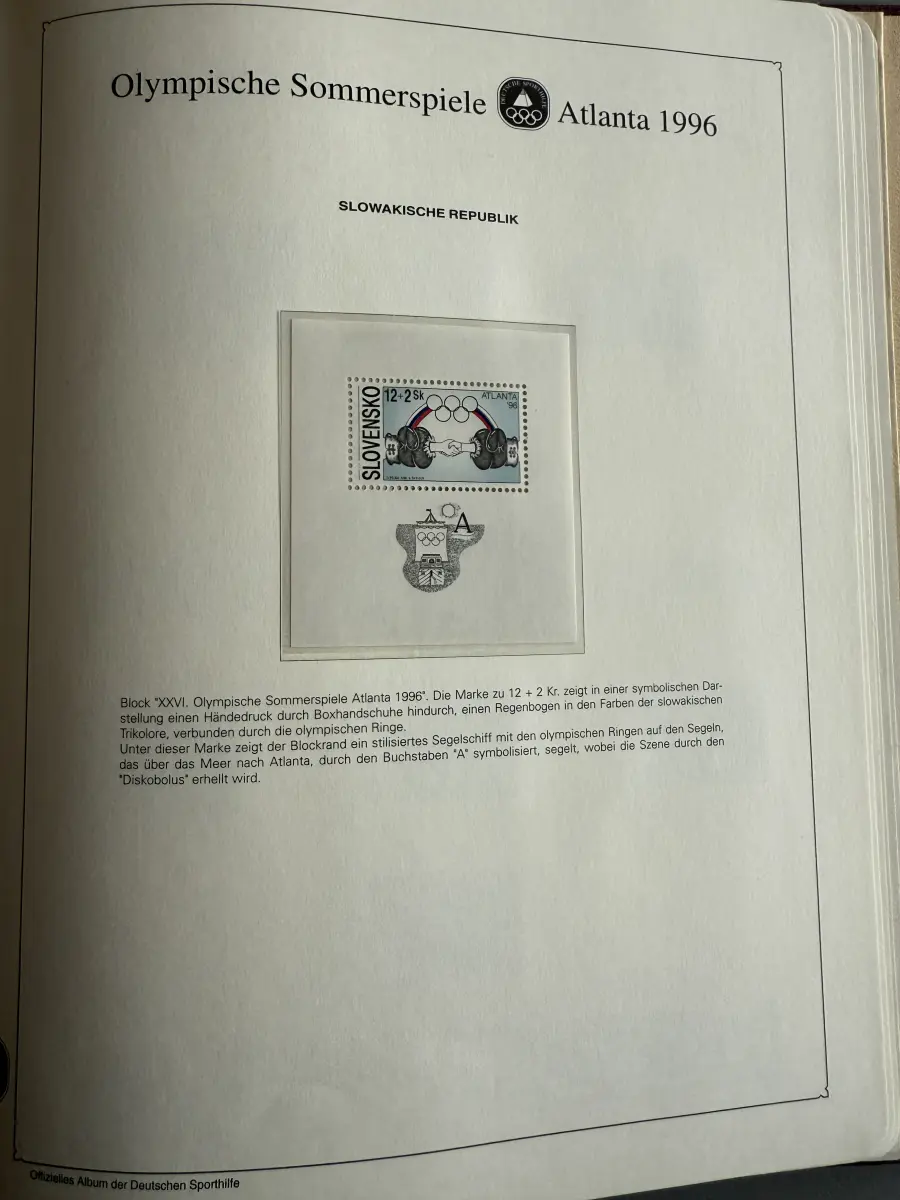 Olympische Sommerspiele
DEUTSCHE SPORTHILFE
Atlanta 1996
SLOWAKISCHE REPUBLIK
SLOVENSKO
12+2 Sk
ATLANTA
'96
A
Block "XXVI. Olympische Sommerspiele Atlanta 1996". Die Marke zu 12 + 2 Kr. zeigt in einer symbolischen Dar-
stellung einen Händedruck durch Boxhandschuhe hindurch, einen Regenbogen in den Farben der slowakischen
Trikolore, verbunden durch die olympischen Ringe.
Unter dieser Marke zeigt der Blockrand ein stilisiertes Segelschiff mit den olympischen Ringen auf den Segeln,
das über das Meer nach Atlanta, durch den Buchstaben "A" symbolisiert, segelt, wobei die Szene durch den
"Diskobolus" erhellt wird.
Offizielles Album der Deutschen Sporthilfe